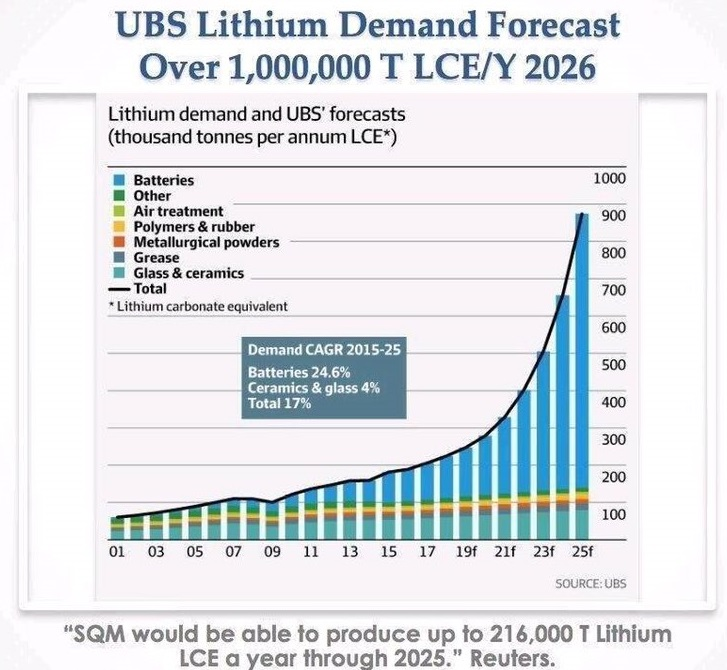 UBS Lithium Demand Forecast
Over 1,000,000 T LCE/Y 2026
Lithium demand and UBS' forecasts
(thousand tonnes per annum LCE*)
Batteries
Other
Air treatment
Polymers & rubber
Metallurgical powders
Grease
Glass & ceramics
Total
* Lithium carbonate equivalent
Demand CAGR 2015-25
Batteries 24.6%
Ceramics & glass 4%
Total 17%
1000
900
800
700
600
500
400
300
200
100
01 03 05 07 09 11 13 15 17 19f 21f 23f 25f
SOURCE: UBS
“SQM would be able to produce up to 216,000 T Lithium
LCE a year through 2025.” Reuters.